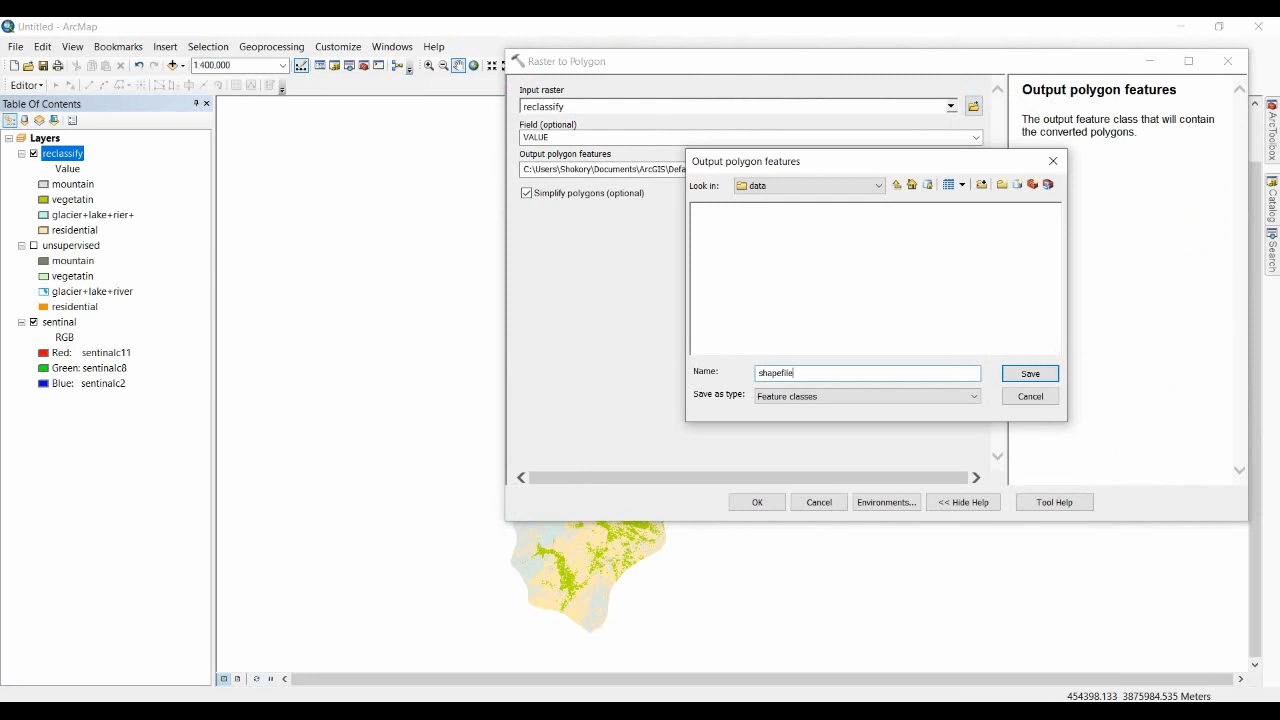 Untitled - ArcMap
File Edit View Bookmarks Insert Selection Geoprocessing Customize Windows Help
1:400,000
Editor
Table Of Contents
Layers
reclassify
Value
mountain
vegetatin
glacier+lake+rier+
residential
unsupervised
mountain
vegetatin
glacier+lake+river
residential
sentinal
RGB
Red: sentinalc11
Green: sentinalc8
Blue: sentinalc2
Raster to Polygon
Input raster
reclassify
Field (optional)
VALUE
Output polygon features
C:\Users\Shokory\Documents\ArcGIS\Defa
Simplify polygons (optional)
Output polygon features
Look in: data
Name: shapefile
Save
Save as type: Feature classes
Cancel
OK Cancel Environments... << Hide Help Tool Help
Output polygon features
The output feature class that will contain
the converted polygons.
ArcToolbox
Catalog
Search
454398.133 3875984.535 Meters